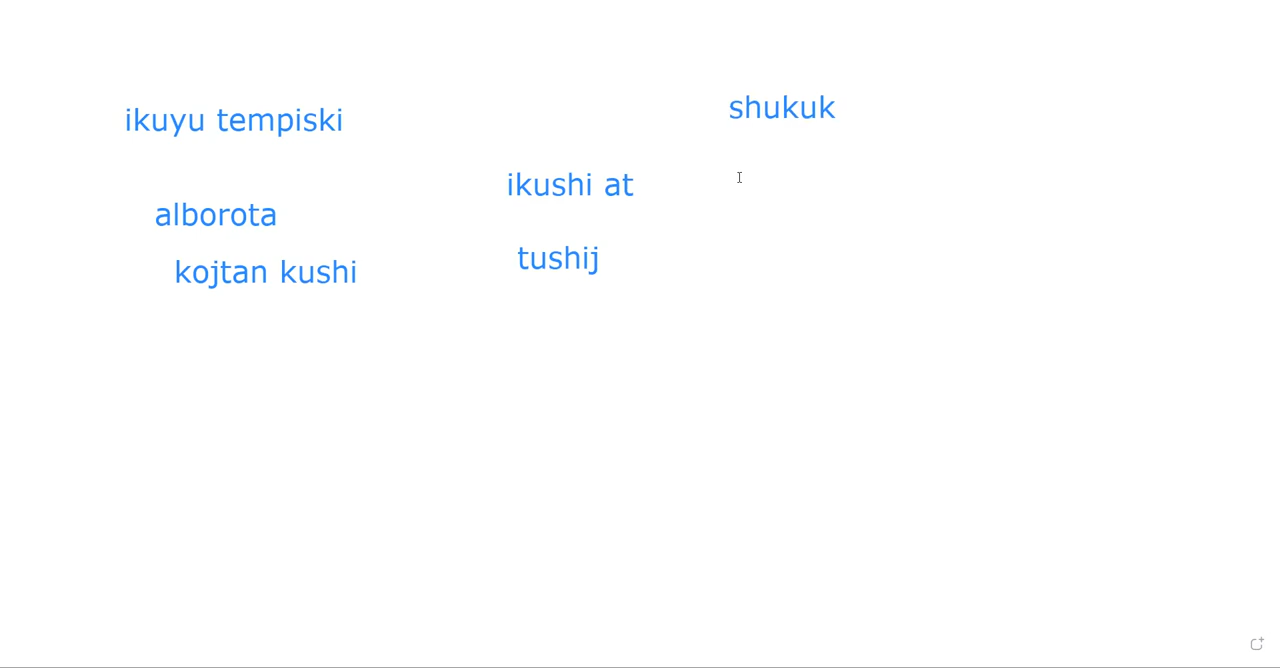 ikuyu tempiski
alborota
kojtan kushi
ikushi at
tushij
shukuk